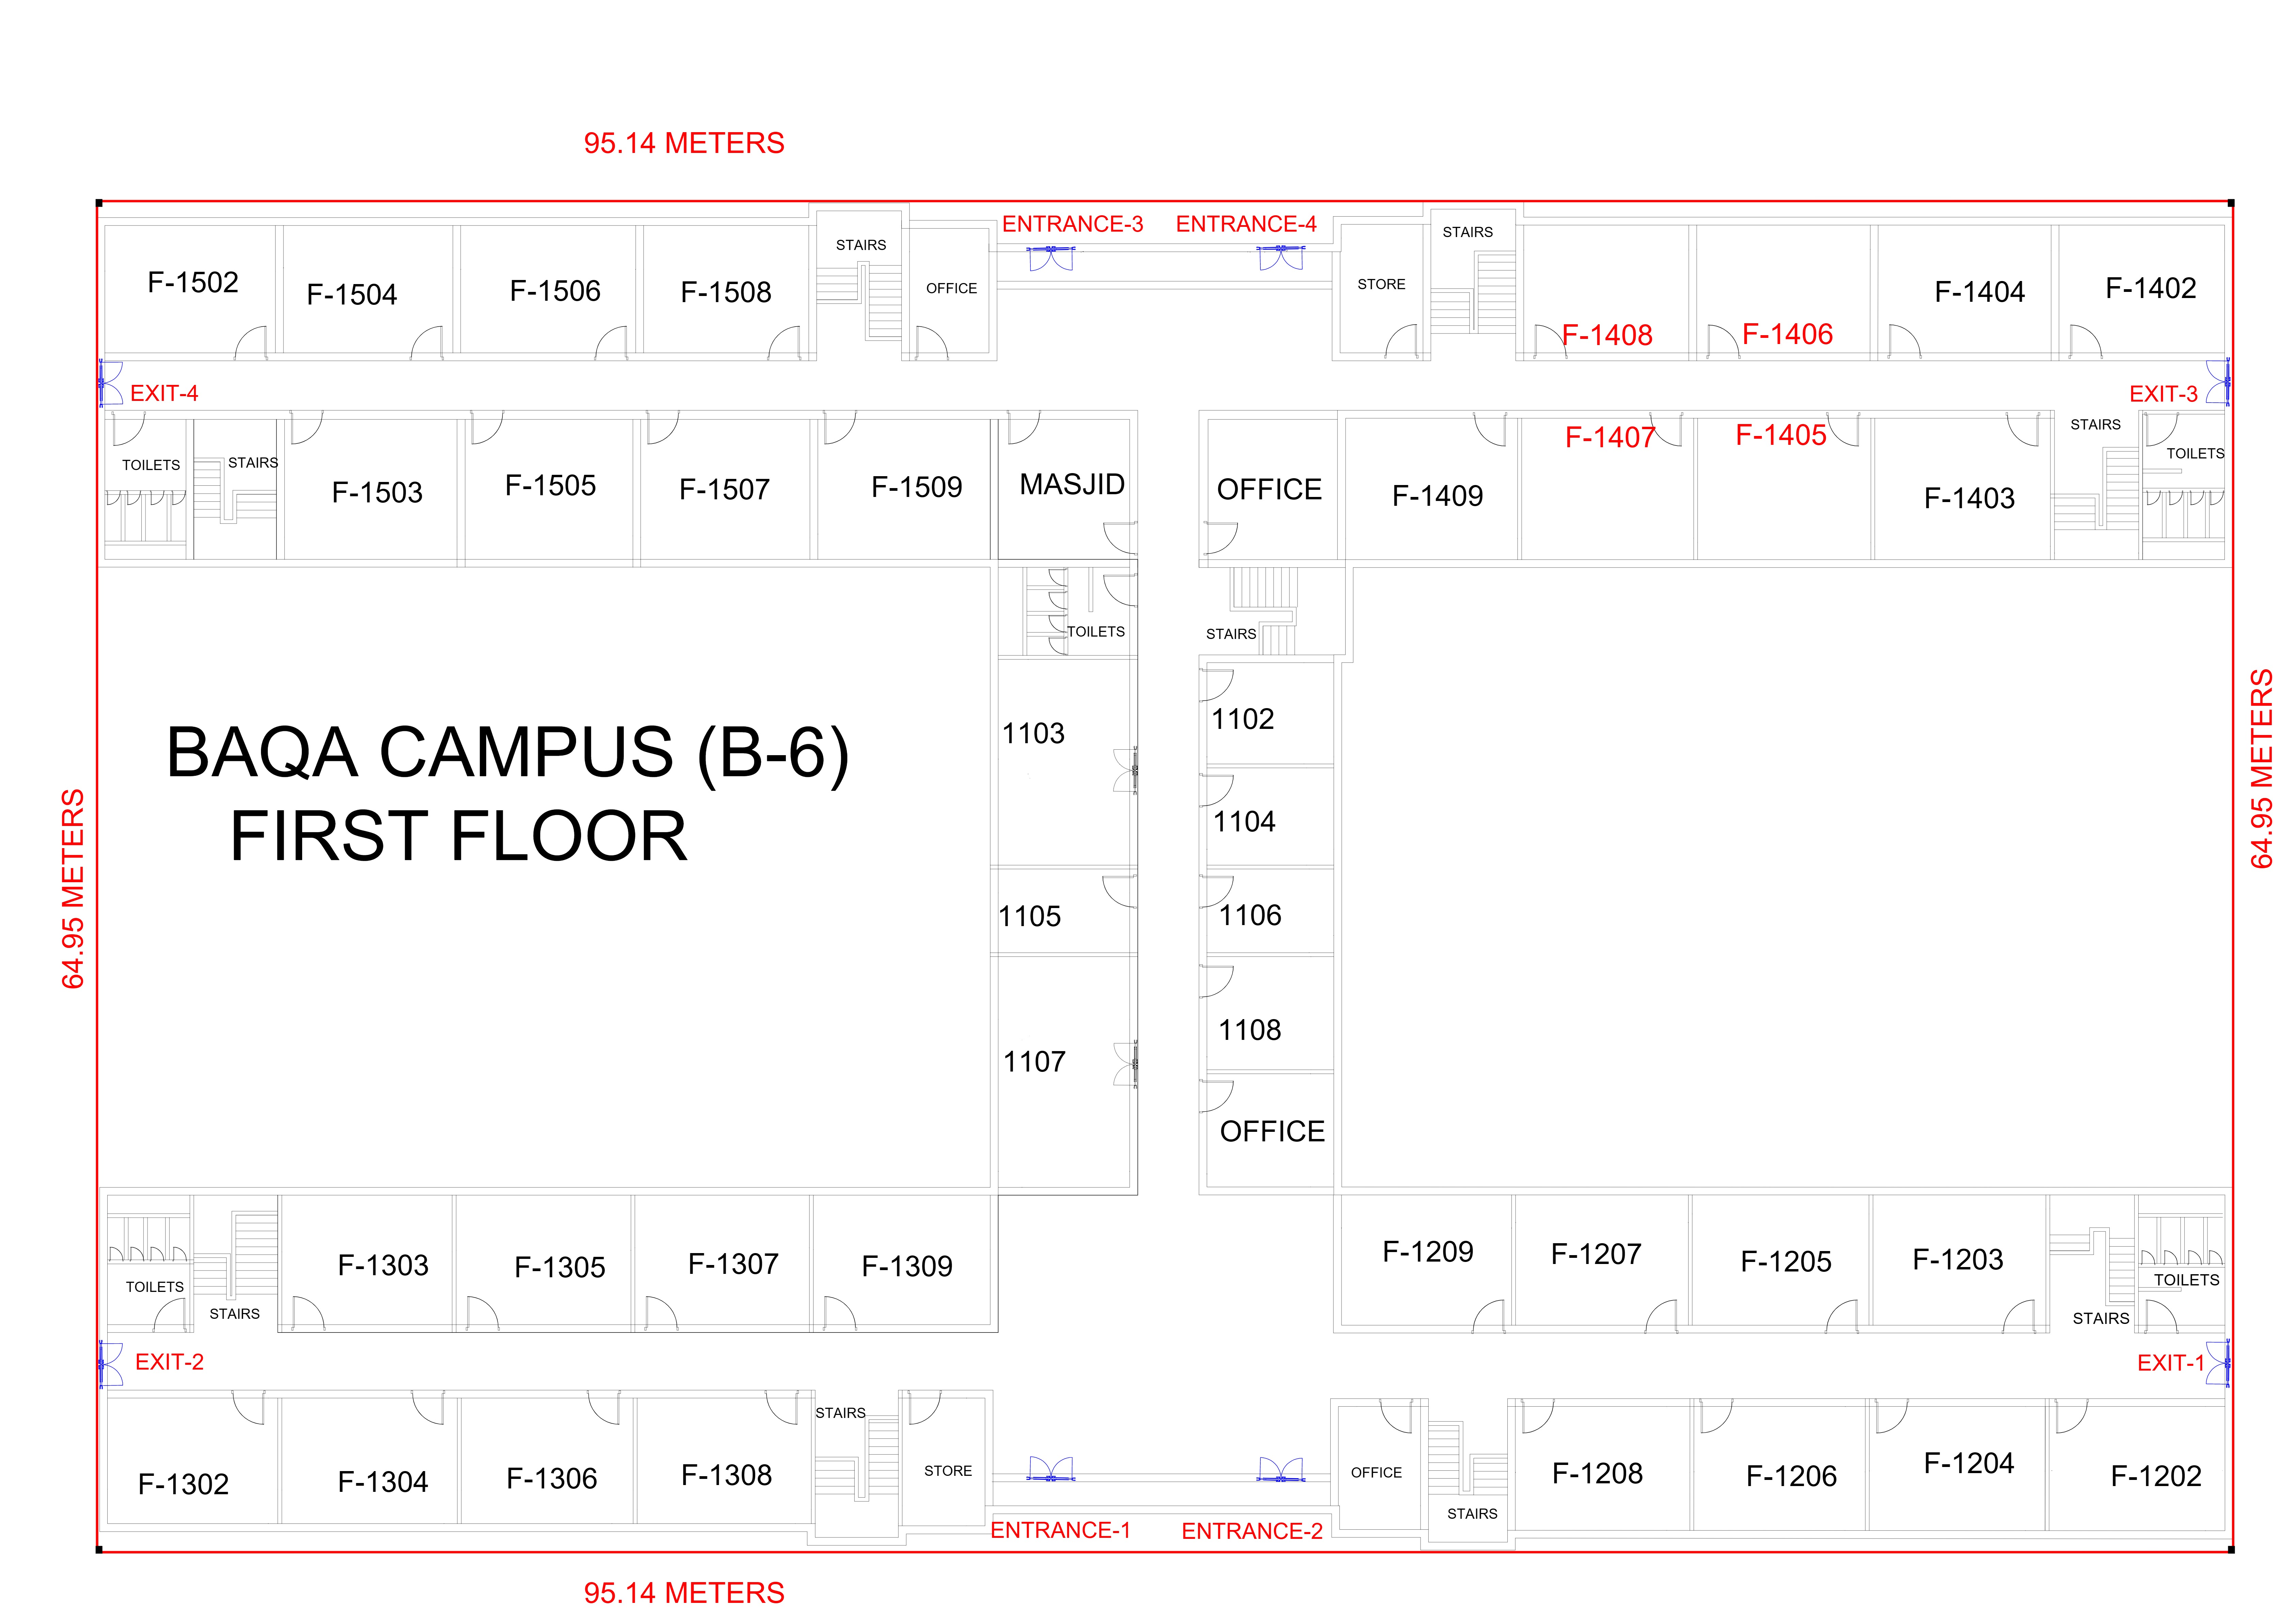 95.14 METERS
ENTRANCE-3
ENTRANCE-4
STAIRS
STAIRS
F-1502
F-1504
F-1506
F-1508
OFFICE
STORE
F-1408
F-1406
F-1404
F-1402
EXIT-4
EXIT-3
TOILETS
STAIRS
F-1503
F-1505
F-1507
F-1509
MASJID
OFFICE
F-1409
F-1407
F-1405
F-1403
STAIRS
TOILETS
TOILETS
STAIRS
1103
1102
BAQA CAMPUS (B-6)
FIRST FLOOR
64.95 METERS
64.95 METERS
1104
1105
1106
1107
1108
OFFICE
TOILETS
STAIRS
F-1303
F-1305
F-1307
F-1309
F-1209
F-1207
F-1205
F-1203
STAIRS
TOILETS
EXIT-2
EXIT-1
F-1302
F-1304
F-1306
F-1308
STAIRS
STORE
OFFICE
STAIRS
F-1208
F-1206
F-1204
F-1202
ENTRANCE-1
ENTRANCE-2
95.14 METERS